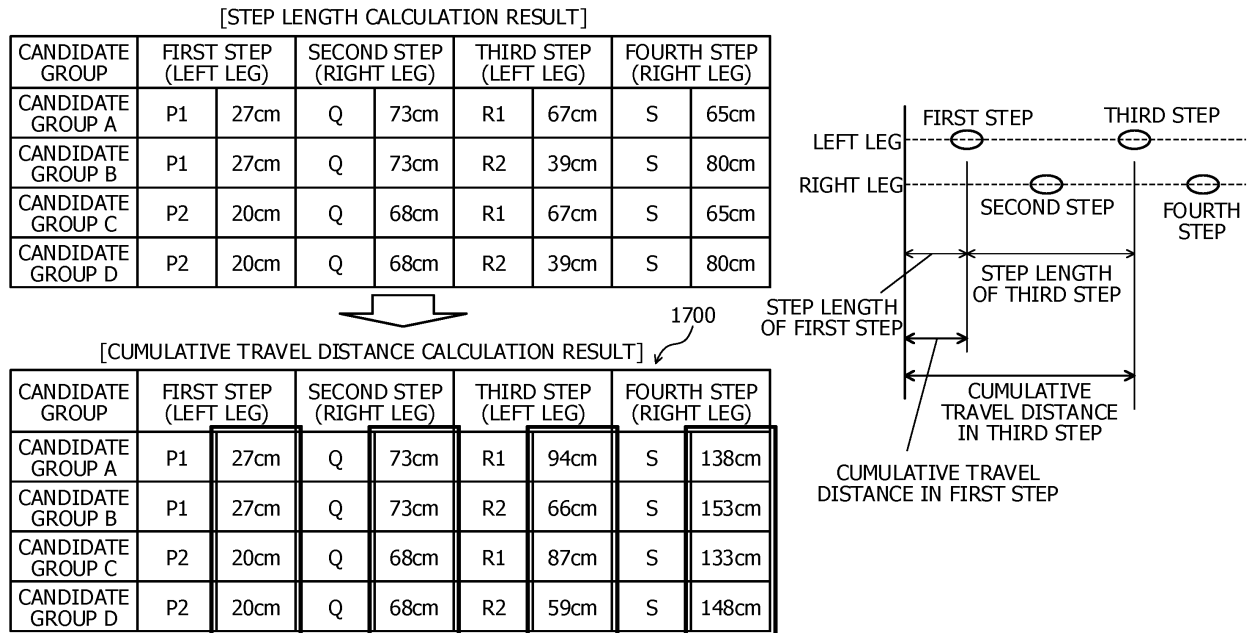 [STEP LENGTH CALCULATION RESULT]
CANDIDATE GROUP FIRST STEP (LEFT LEG) SECOND STEP (RIGHT LEG) THIRD STEP (LEFT LEG) FOURTH STEP (RIGHT LEG)
CANDIDATE GROUP A P1 27cm Q 73cm R1 67cm S 65cm
CANDIDATE GROUP B P1 27cm Q 73cm R2 39cm S 80cm
CANDIDATE GROUP C P2 20cm Q 68cm R1 67cm S 65cm
CANDIDATE GROUP D P2 20cm Q 68cm R2 39cm S 80cm
1700
[CUMULATIVE TRAVEL DISTANCE CALCULATION RESULT]
CANDIDATE GROUP FIRST STEP (LEFT LEG) SECOND STEP (RIGHT LEG) THIRD STEP (LEFT LEG) FOURTH STEP (RIGHT LEG)
CANDIDATE GROUP A P1 27cm Q 73cm R1 94cm S 138cm
CANDIDATE GROUP B P1 27cm Q 73cm R2 66cm S 153cm
CANDIDATE GROUP C P2 20cm Q 68cm R1 87cm S 133cm
CANDIDATE GROUP D P2 20cm Q 68cm R2 59cm S 148cm
FIRST STEP
THIRD STEP
LEFT LEG
RIGHT LEG
SECOND STEP
FOURTH
STEP
STEP LENGTH
OF THIRD STEP
STEP LENGTH
OF FIRST STEP
CUMULATIVE
TRAVEL DISTANCE
IN THIRD STEP
CUMULATIVE TRAVEL
DISTANCE IN FIRST STEP